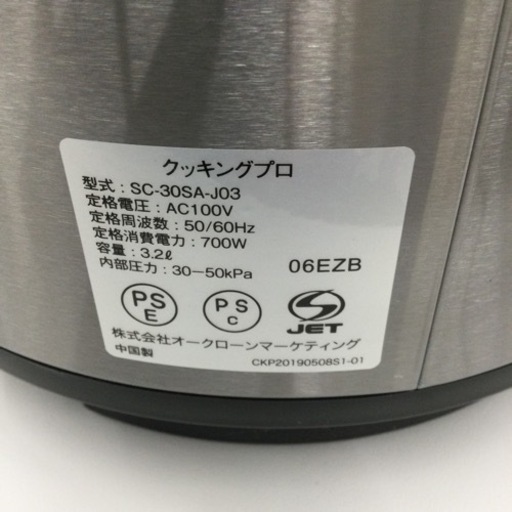 クッキングプロ
型式：SC-30SA-J03
定格電圧：AC100V
定格周波数：50/60Hz
定格消費電力：700W
容量：3.2ℓ
内部圧力：30－50kPa
06EZB
PS
E
PS
C
JET
株式会社オークローンマーケティング
中国製
CKP20190508S1-01